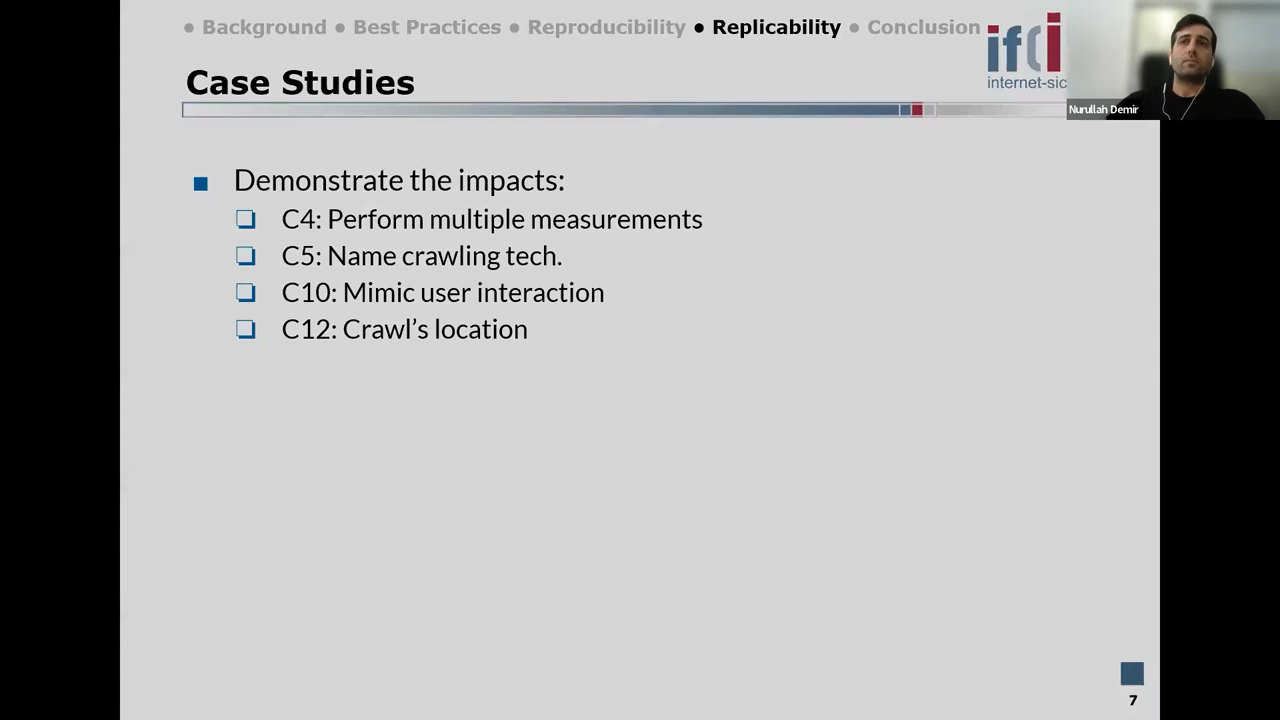 ● Background ● Best Practices ● Reproducibility ● Replicability ● Conclusion
if(i
internet-sic
Nurullah Demir
Case Studies
Demonstrate the impacts:
C4: Perform multiple measurements
C5: Name crawling tech.
C10: Mimic user interaction
C12: Crawl’s location
7